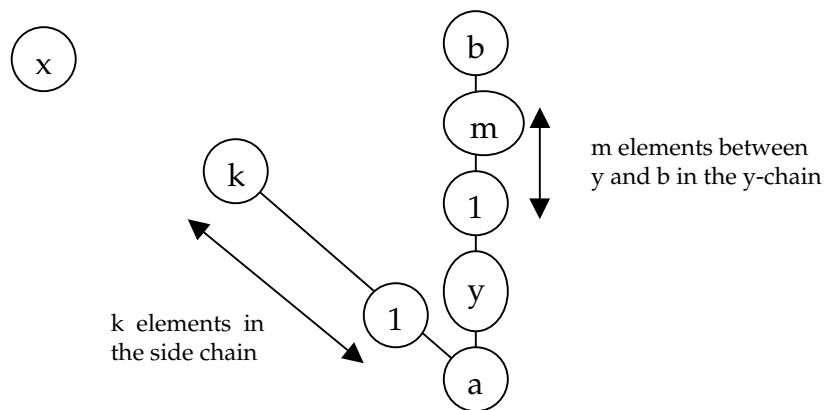 b
x
m
m elements between
y and b in the y-chain
k
1
y
1
k elements in
the side chain
a